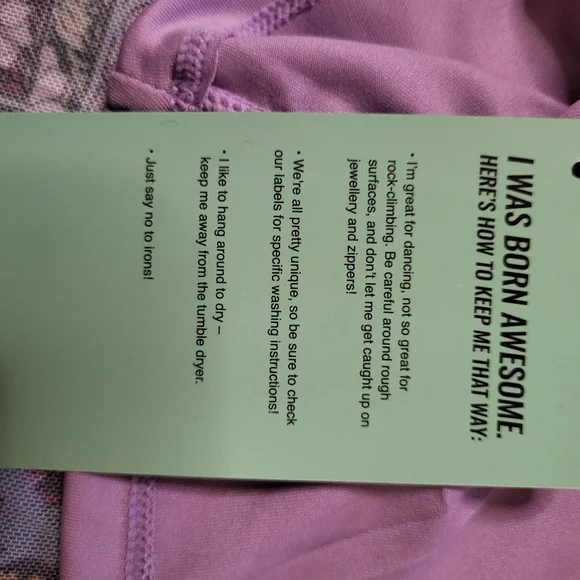 I WAS BORN AWESOME.
HERE'S HOW TO KEEP ME THAT WAY:
• I'm great for dancing, not so great for
rock-climbing. Be careful around rough
surfaces, and don't let me get caught up on
jewellery and zippers!
• We're all pretty unique, so be sure to check
our labels for specific washing instructions!
• I like to hang around to dry –
keep me away from the tumble dryer.
• Just say no to irons!